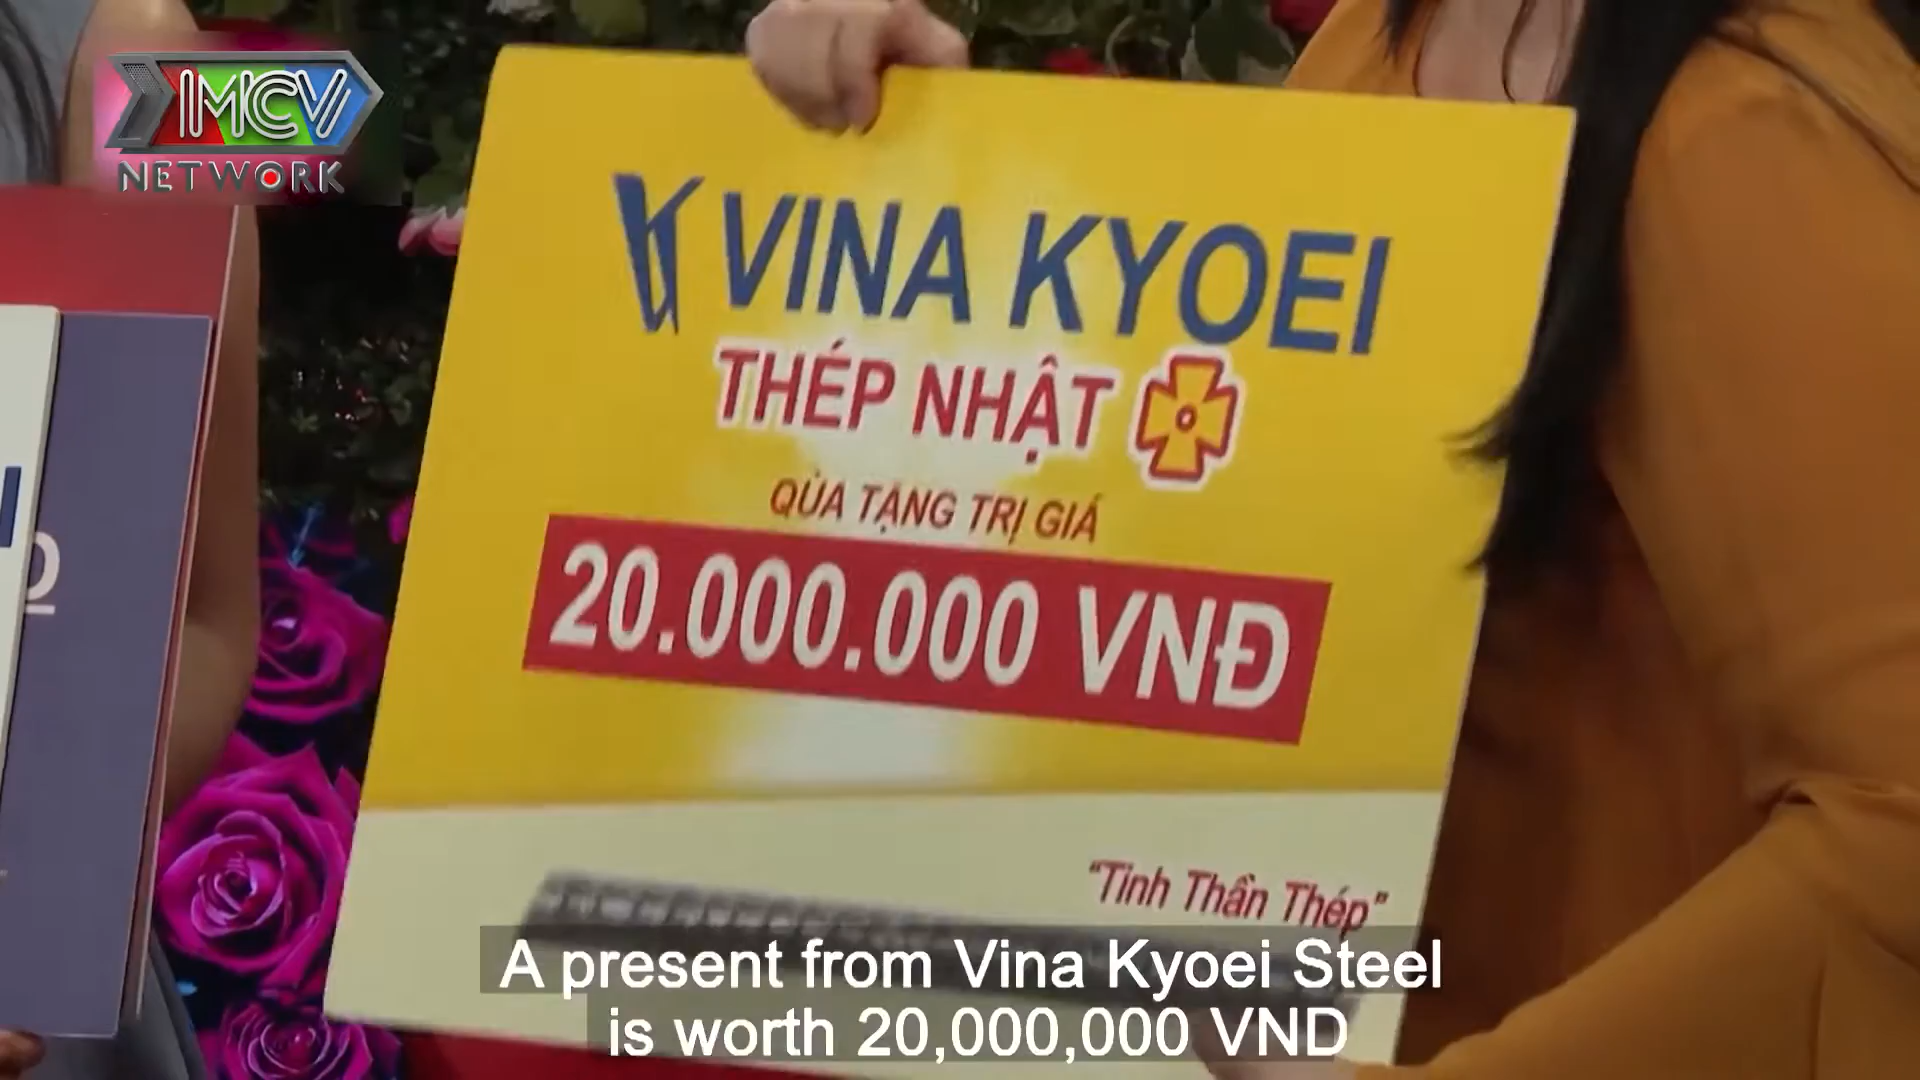 MCV
NETWORK
VINA KYOEI
THÉP NHẬT
QÙA TẶNG TRỊ GIÁ
20.000.000 VNĐ
“Tinh Thần Thép”
A present from Vina Kyoei Steel
is worth 20,000,000 VND